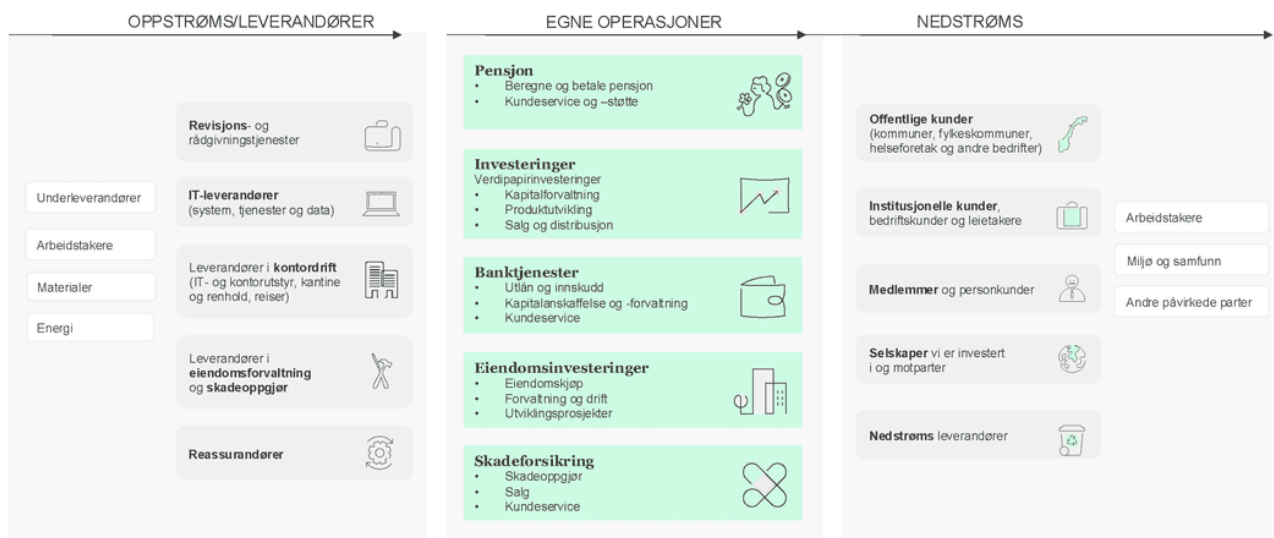 OPPSTRØMS/LEVERANDØRER
Underleverandører
Arbeidstakere
Materialer
Energi
Revisjons- og
rådgivningstjenester
IT-leverandører
(system, tjenester og data)
Leverandører i kontordrift
(IT- og kontorutstyr, kantine
og renhold, reiser)
Leverandører i
eiendomsforvaltning
og skadeoppgjør
Reassurandører
EGNE OPERASJONER
Pensjon
• Beregne og betale pensjon
• Kundeservice og –støtte
Investeringer
Verdipapirinvesteringer
• Kapitalforvaltning
• Produktutvikling
• Salg og distribusjon
Banktjenester
• Utlån og innskudd
• Kapitalanskaffelse og -forvaltning
• Kundeservice
Eiendomsinvesteringer
• Eiendomskjøp
• Forvaltning og drift
• Utviklingsprosjekter
Skadeforsikring
• Skadeoppgjør
• Salg
• Kundeservice
NEDSTRØMS
Offentlige kunder
(kommuner, fylkeskommuner,
helseforetak og andre bedrifter)
Institusjonelle kunder,
bedriftskunder og leietakere
Medlemmer og personkunder
Selskaper vi er investert
i og motparter
Nedstrøms leverandører
Arbeidstakere
Miljø og samfunn
Andre påvirkede parter